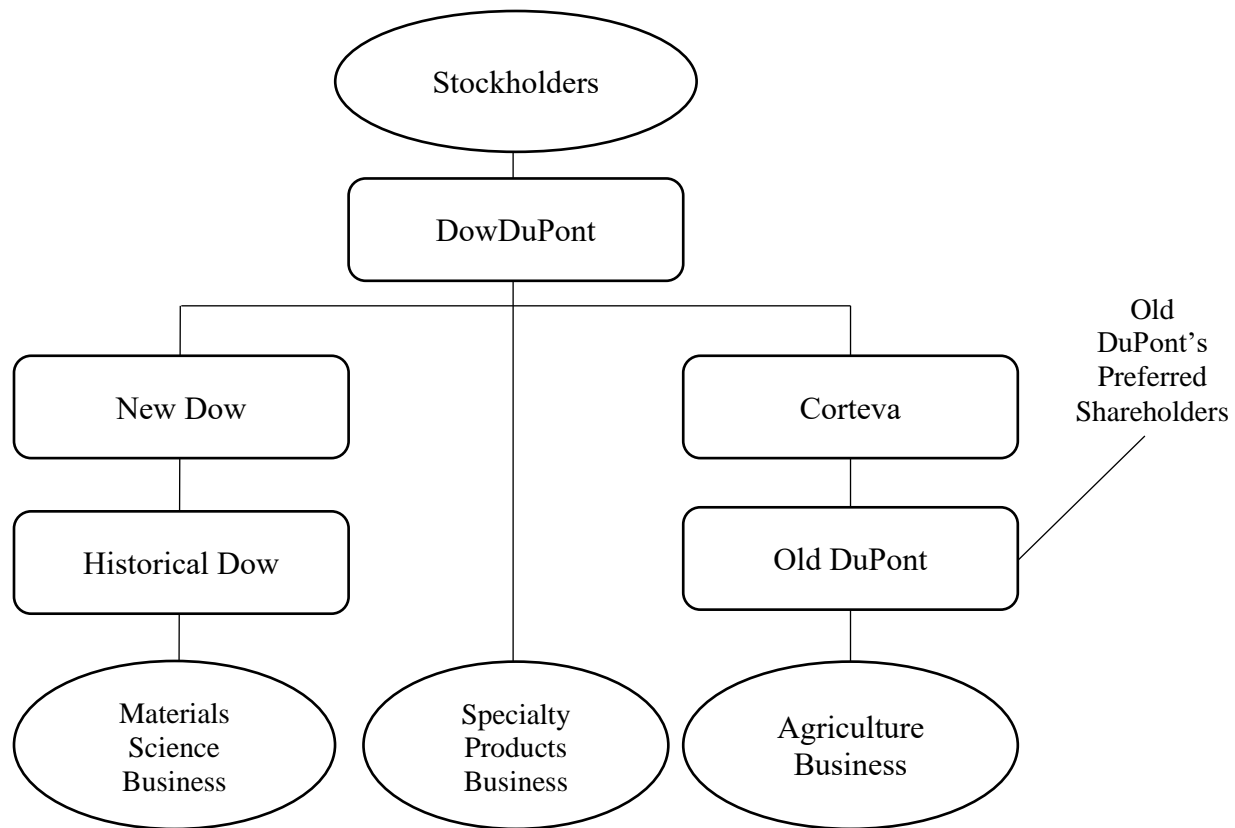 Stockholders
DowDuPont
Old
DuPont’s
Preferred
Shareholders
New Dow
Corteva
Historical Dow
Old DuPont
Materials
Science
Business
Specialty
Products
Business
Agriculture
Business